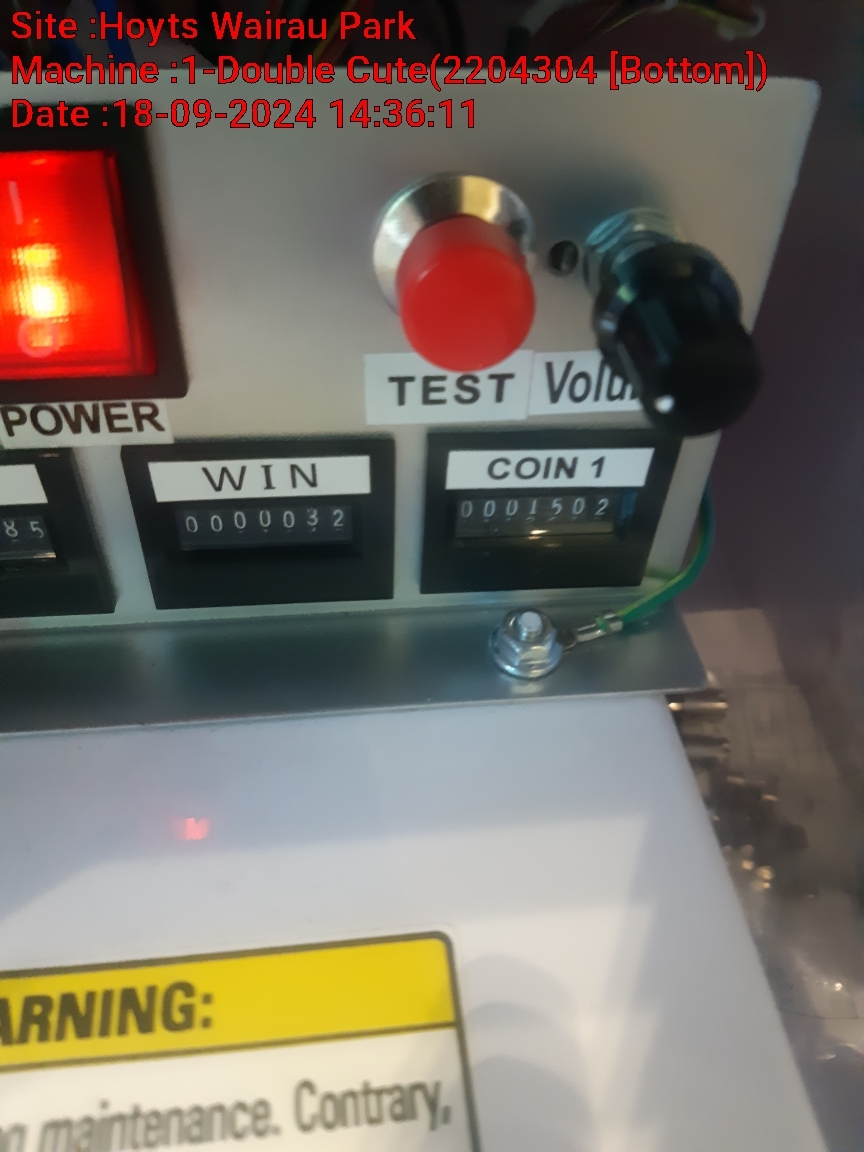 Site :Hoyts Wairau Park
Machine :1-Double Cute(2204304 [Bottom])
Date :18-09-2024 14:36:11
TEST
POWER
WIN
COIN 1
85
0000032
0001502
ARNING:
maintenance. Contrary,